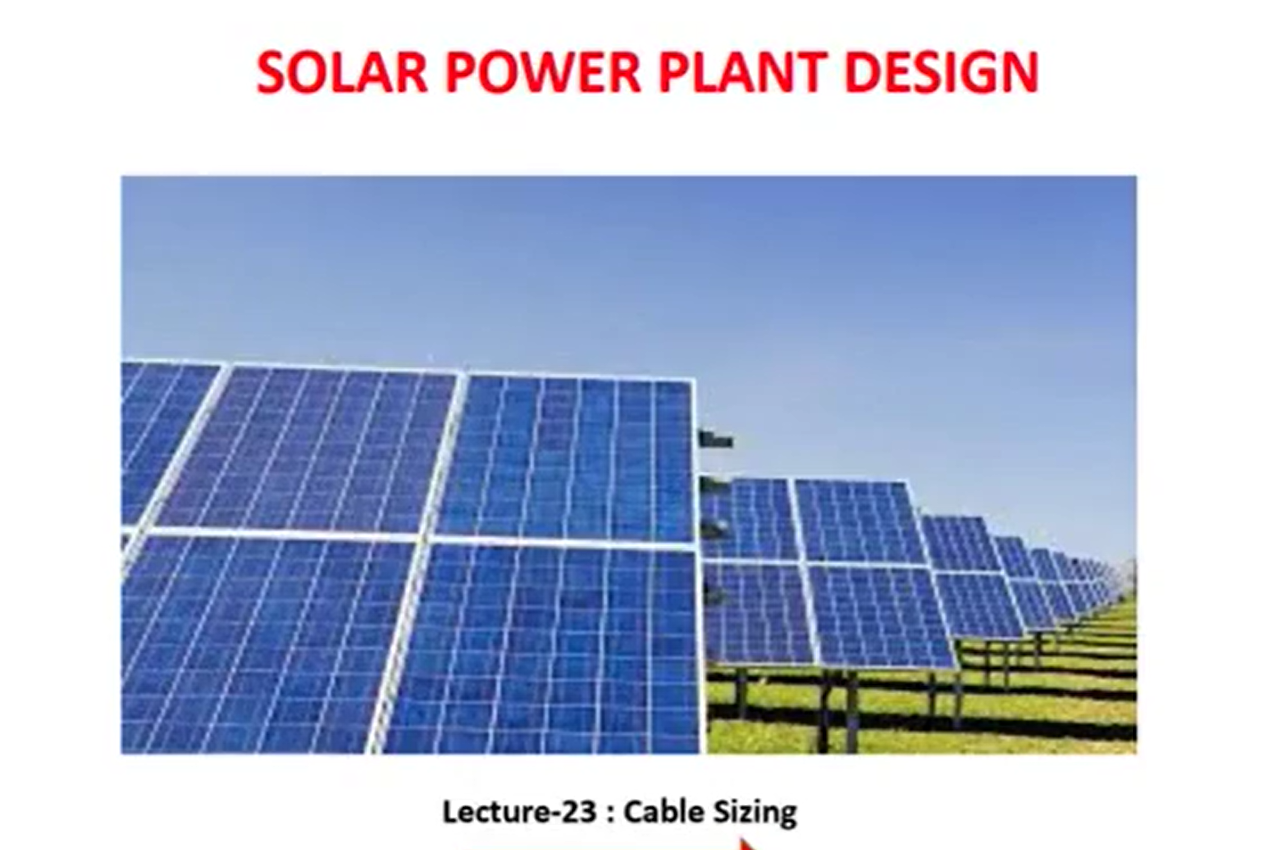 SOLAR POWER PLANT DESIGN
Lecture-23 : Cable Sizing